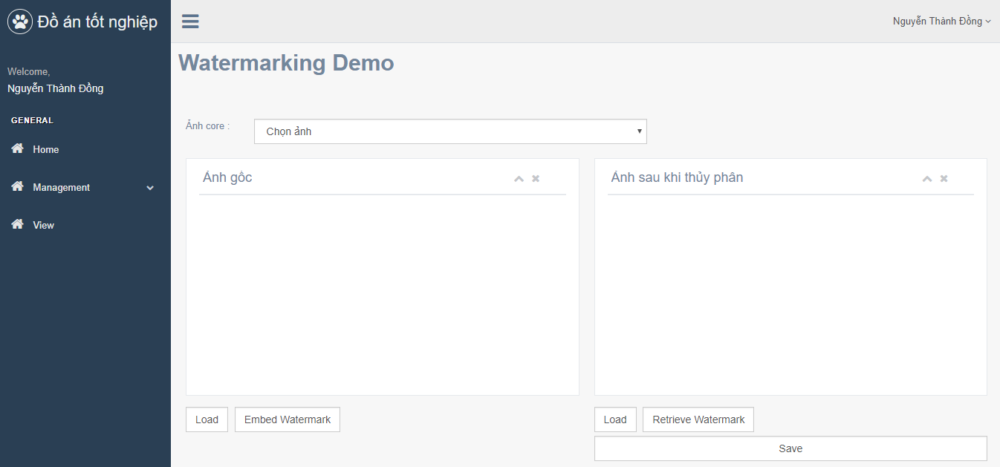 Đồ án tốt nghiệp
Nguyễn Thành Đồng
Welcome,
Nguyễn Thành Đồng
GENERAL
Home
Management
View
Watermarking Demo
Ảnh core :
Chọn ảnh
Ảnh gốc
Ảnh sau khi thủy phân
Load
Embed Watermark
Load
Retrieve Watermark
Save